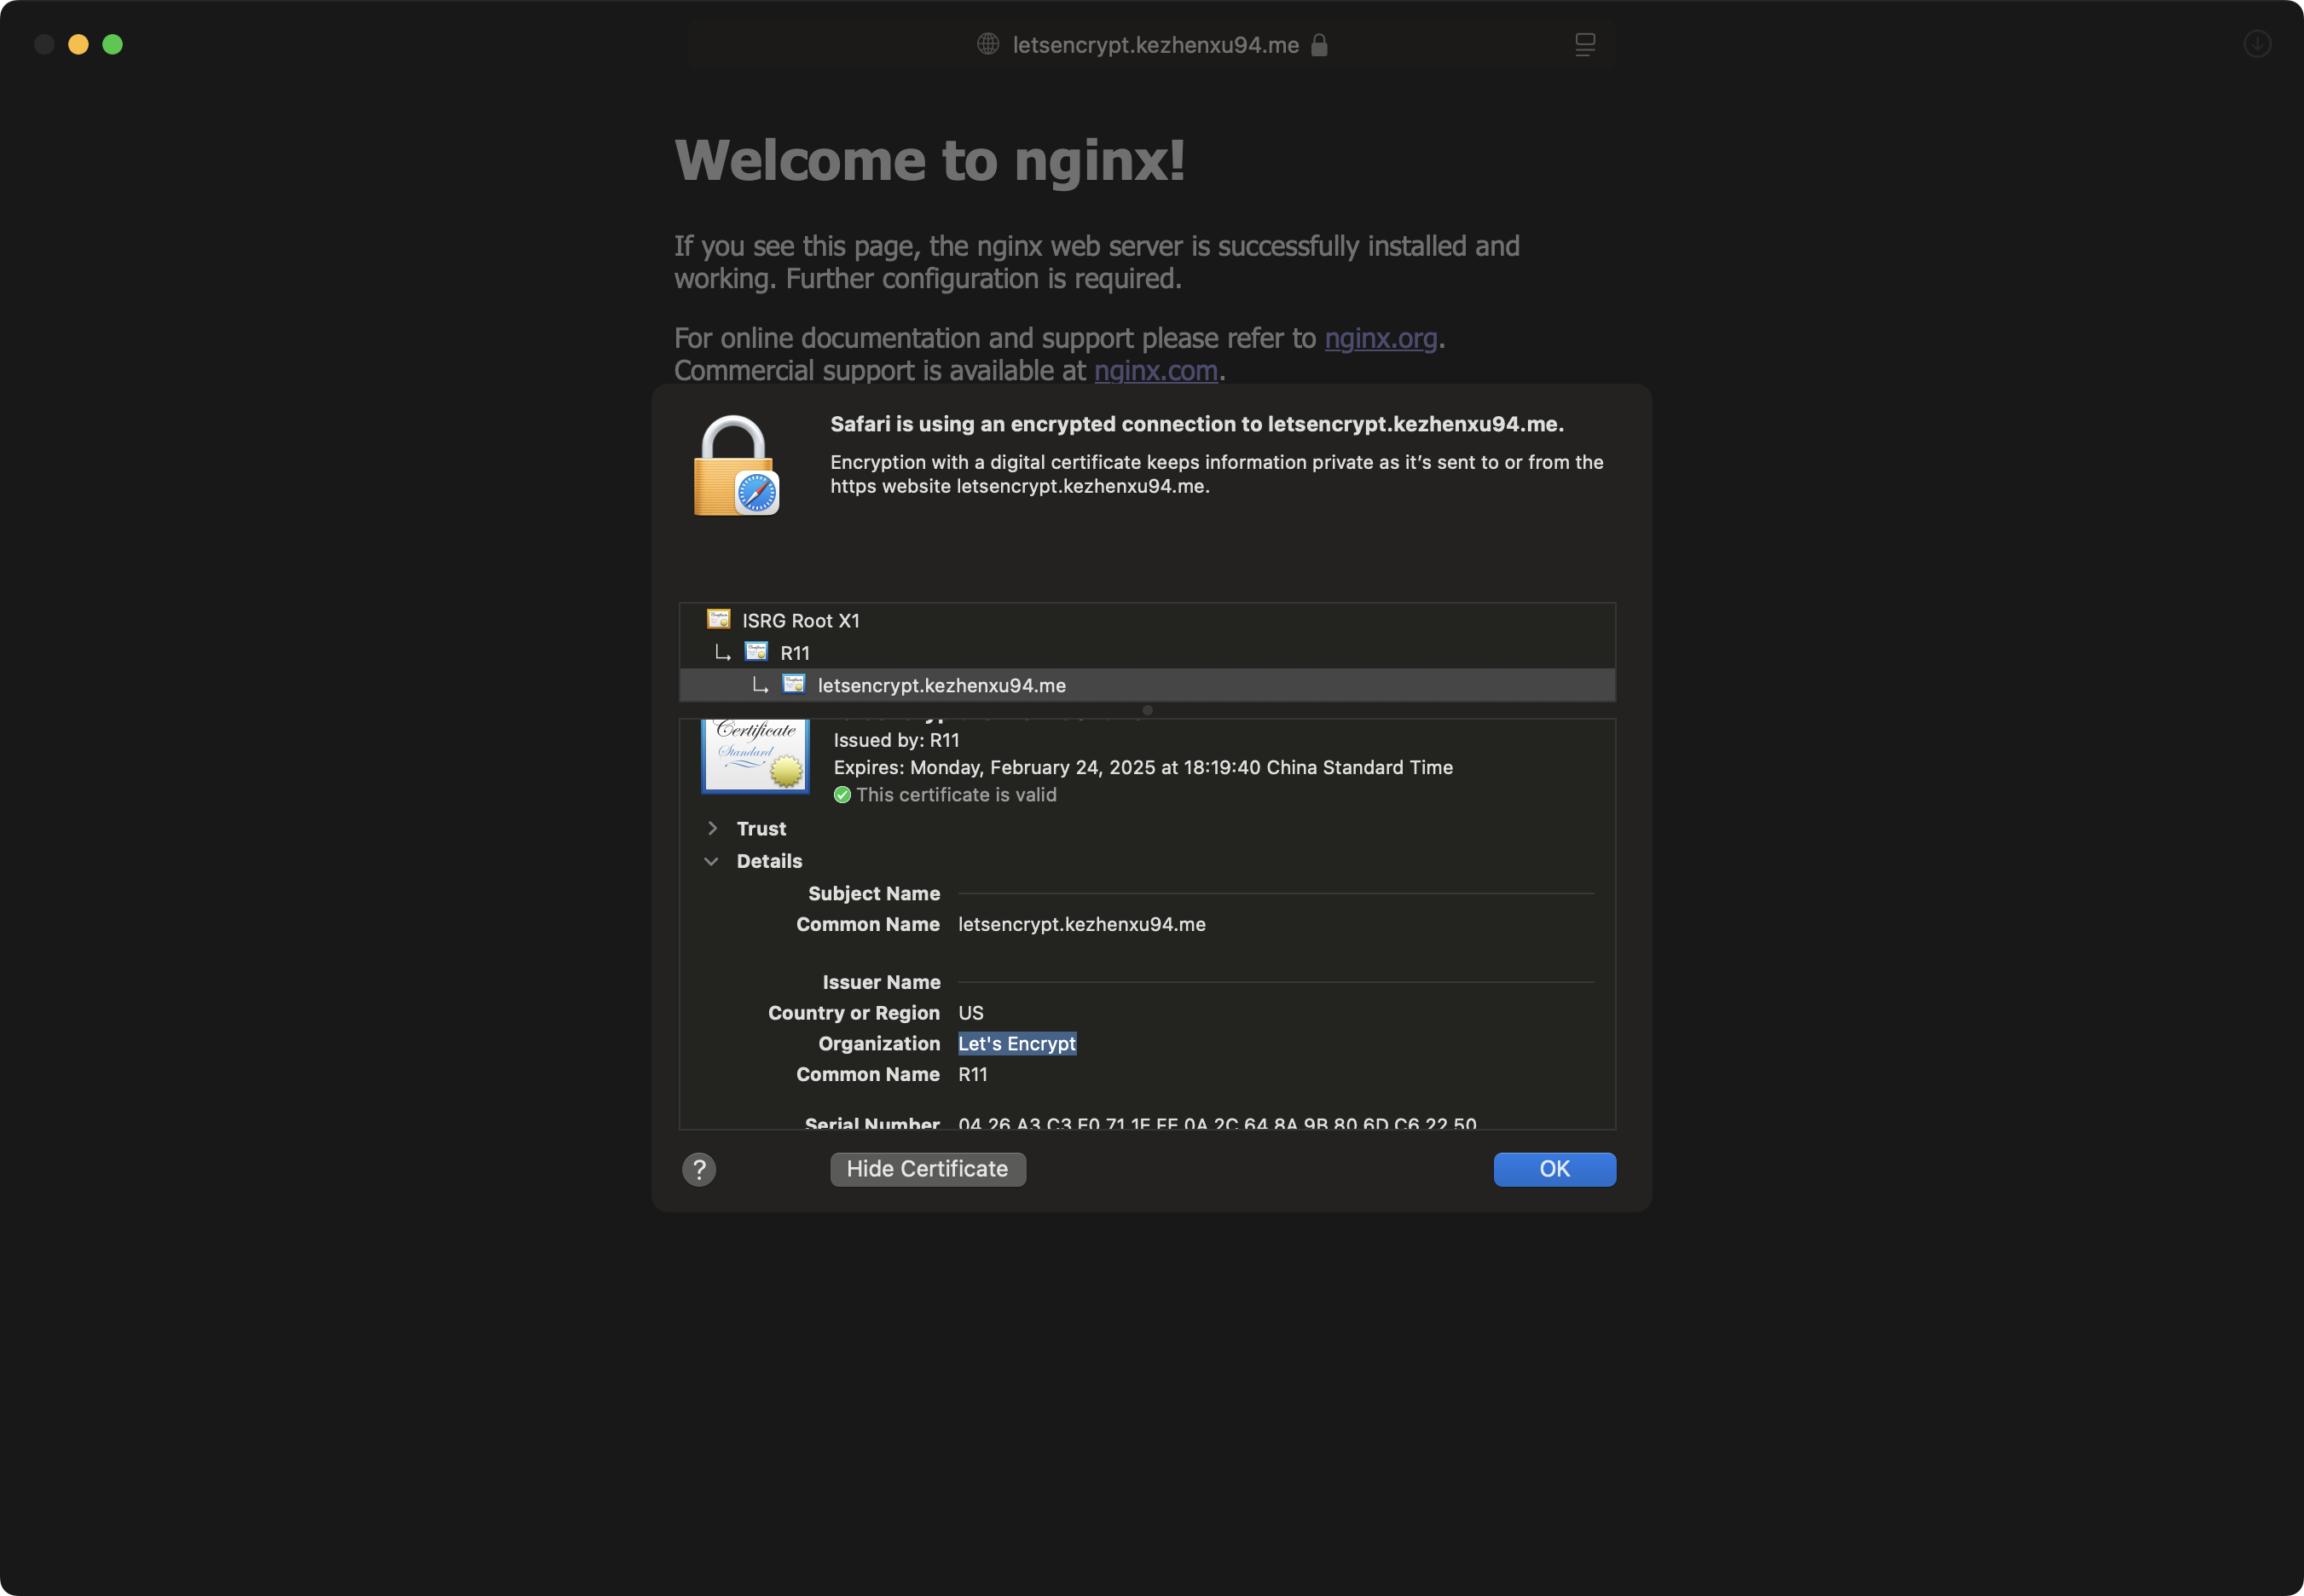 letsencrypt.kezhenxu94.me
Welcome to nginx!
If you see this page, the nginx web server is successfully installed and
working. Further configuration is required.
For online documentation and support please refer to nginx.org.
Commercial support is available at nginx.com.
Safari is using an encrypted connection to letsencrypt.kezhenxu94.me.
Encryption with a digital certificate keeps information private as it’s sent to or from the
https website letsencrypt.kezhenxu94.me.
ISRG Root X1
R11
letsencrypt.kezhenxu94.me
Certificate
Standard
Issued by: R11
Expires: Monday, February 24, 2025 at 18:19:40 China Standard Time
This certificate is valid
Trust
Details
Subject Name
Common Name letsencrypt.kezhenxu94.me
Issuer Name
Country or Region US
Organization Let's Encrypt
Common Name R11
Serial Number 04 26 A3 C3 71 0A 2C 64 8A 9B 80 6D C6 22 50
? Hide Certificate OK